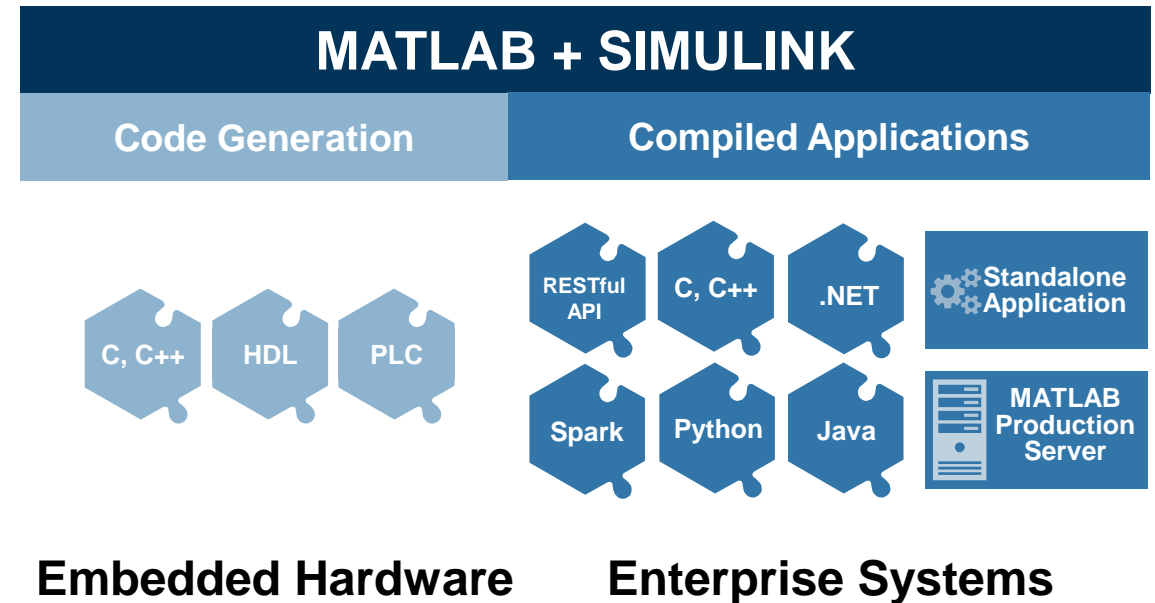 MATLAB + SIMULINK
Code Generation
Compiled Applications
C, C++
HDL
PLC
RESTful
API
C, C++
.NET
Spark
Python
Java
Standalone
Application
MATLAB
Production
Server
Embedded Hardware
Enterprise Systems